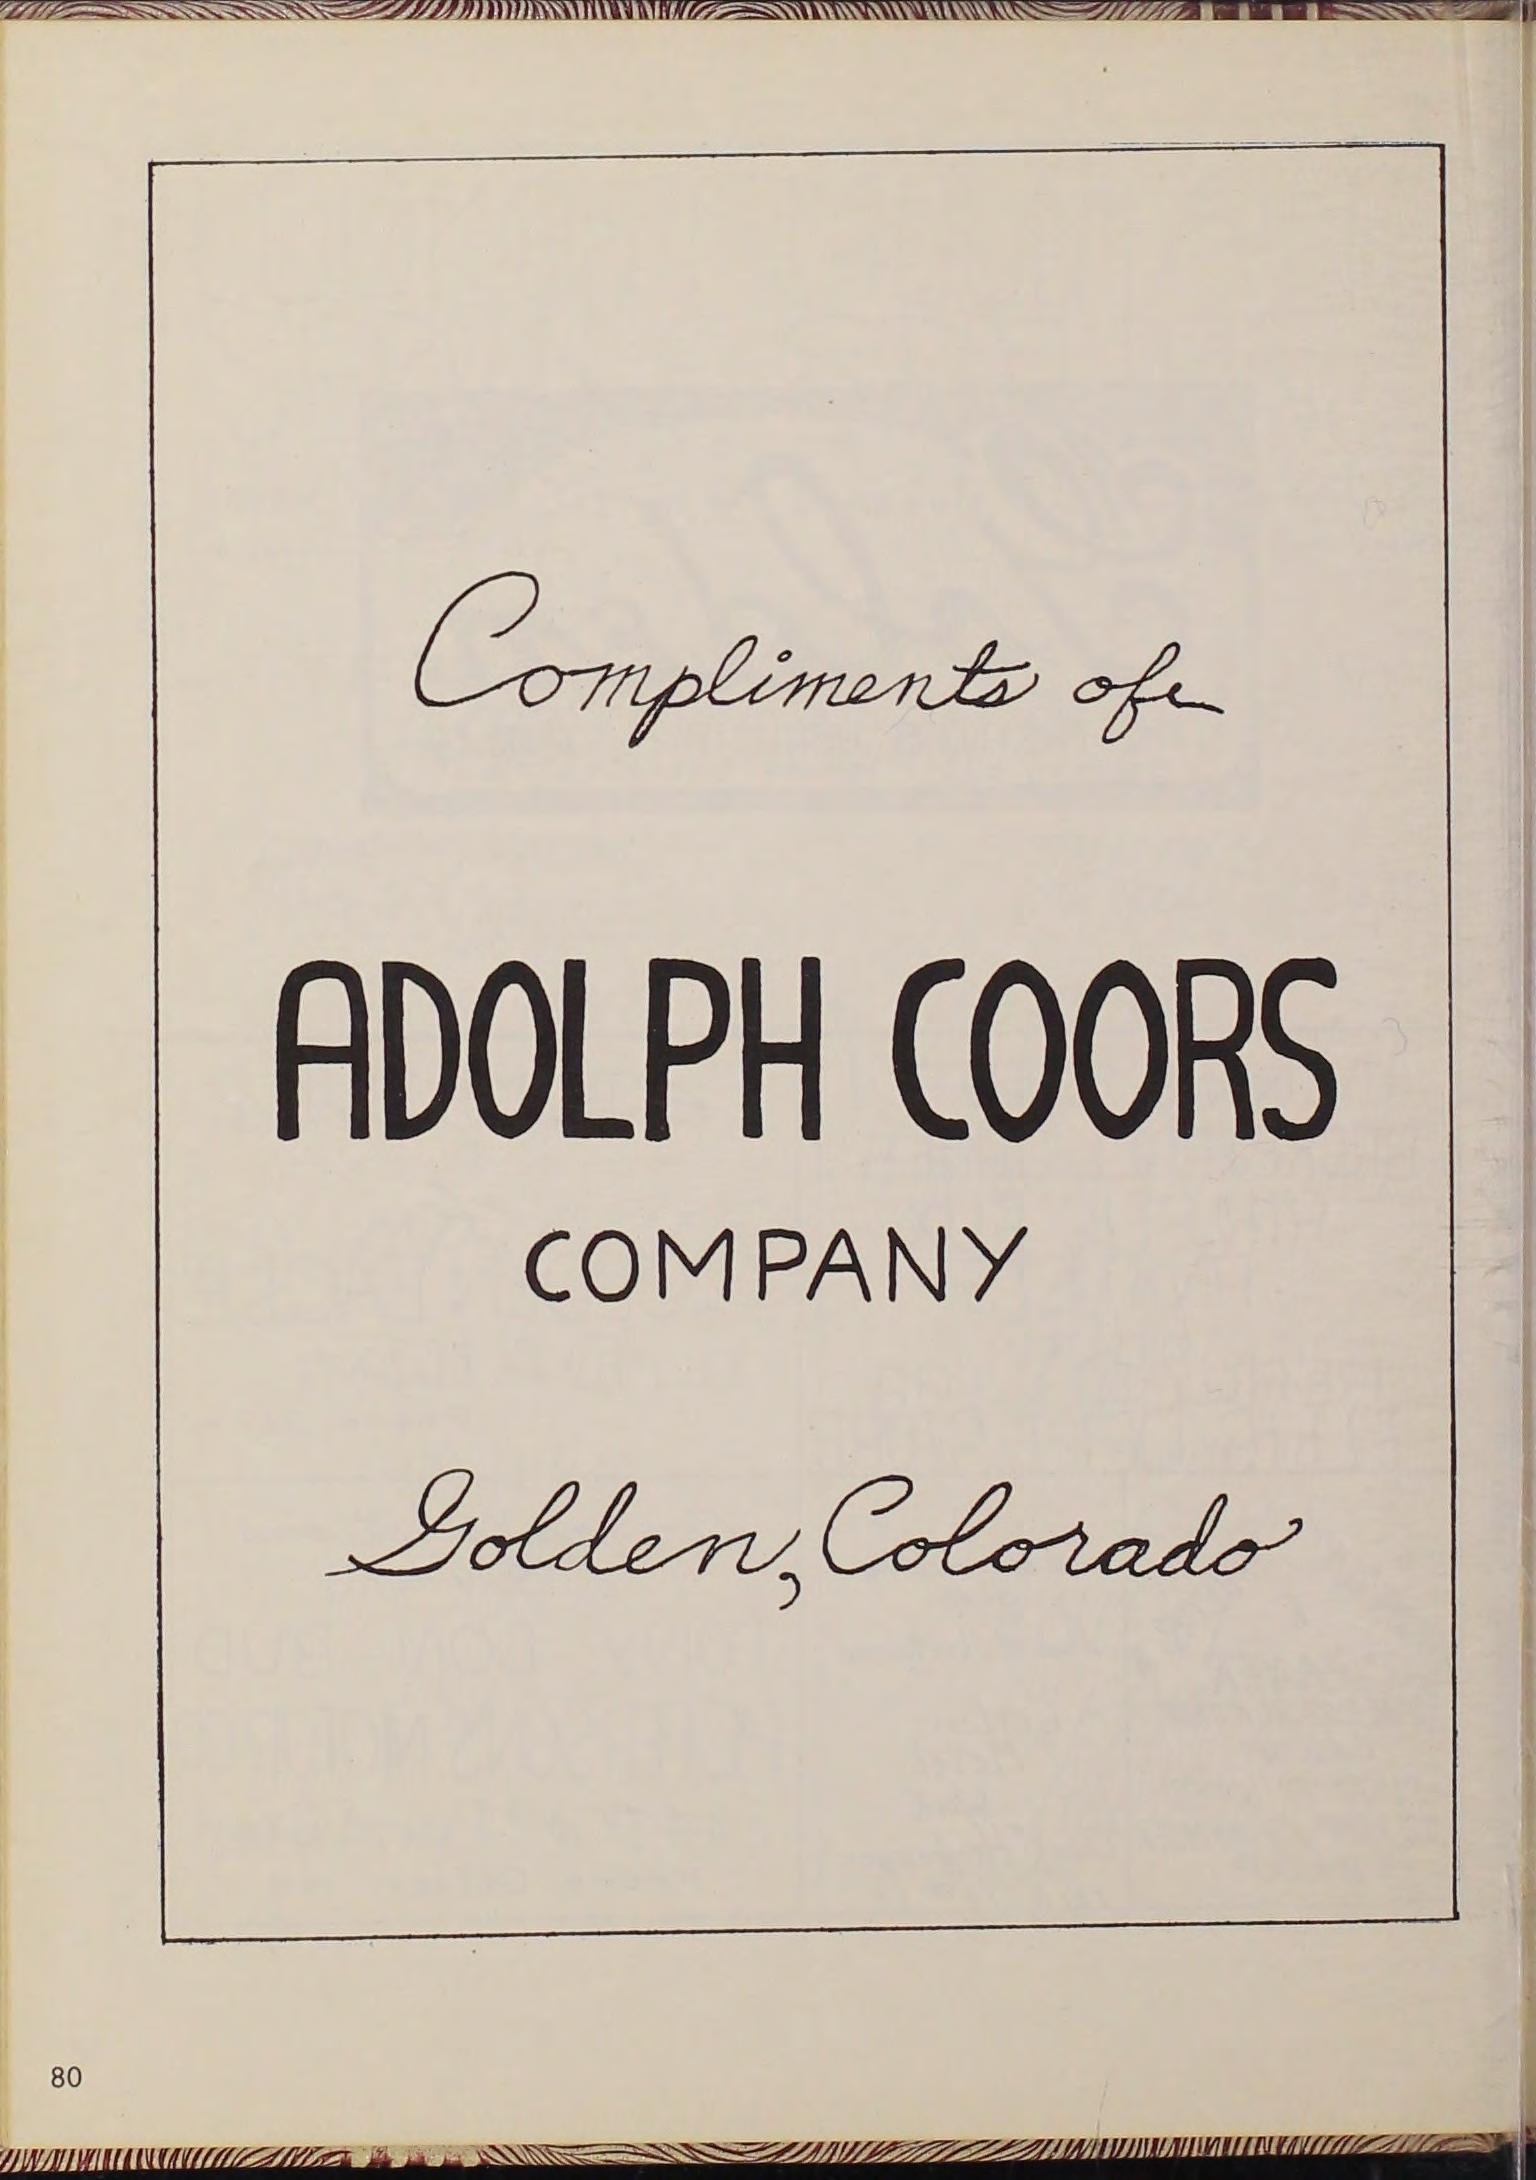 Compliments of
ADOLPH COORS
COMPANY
Golden, Colorado
80